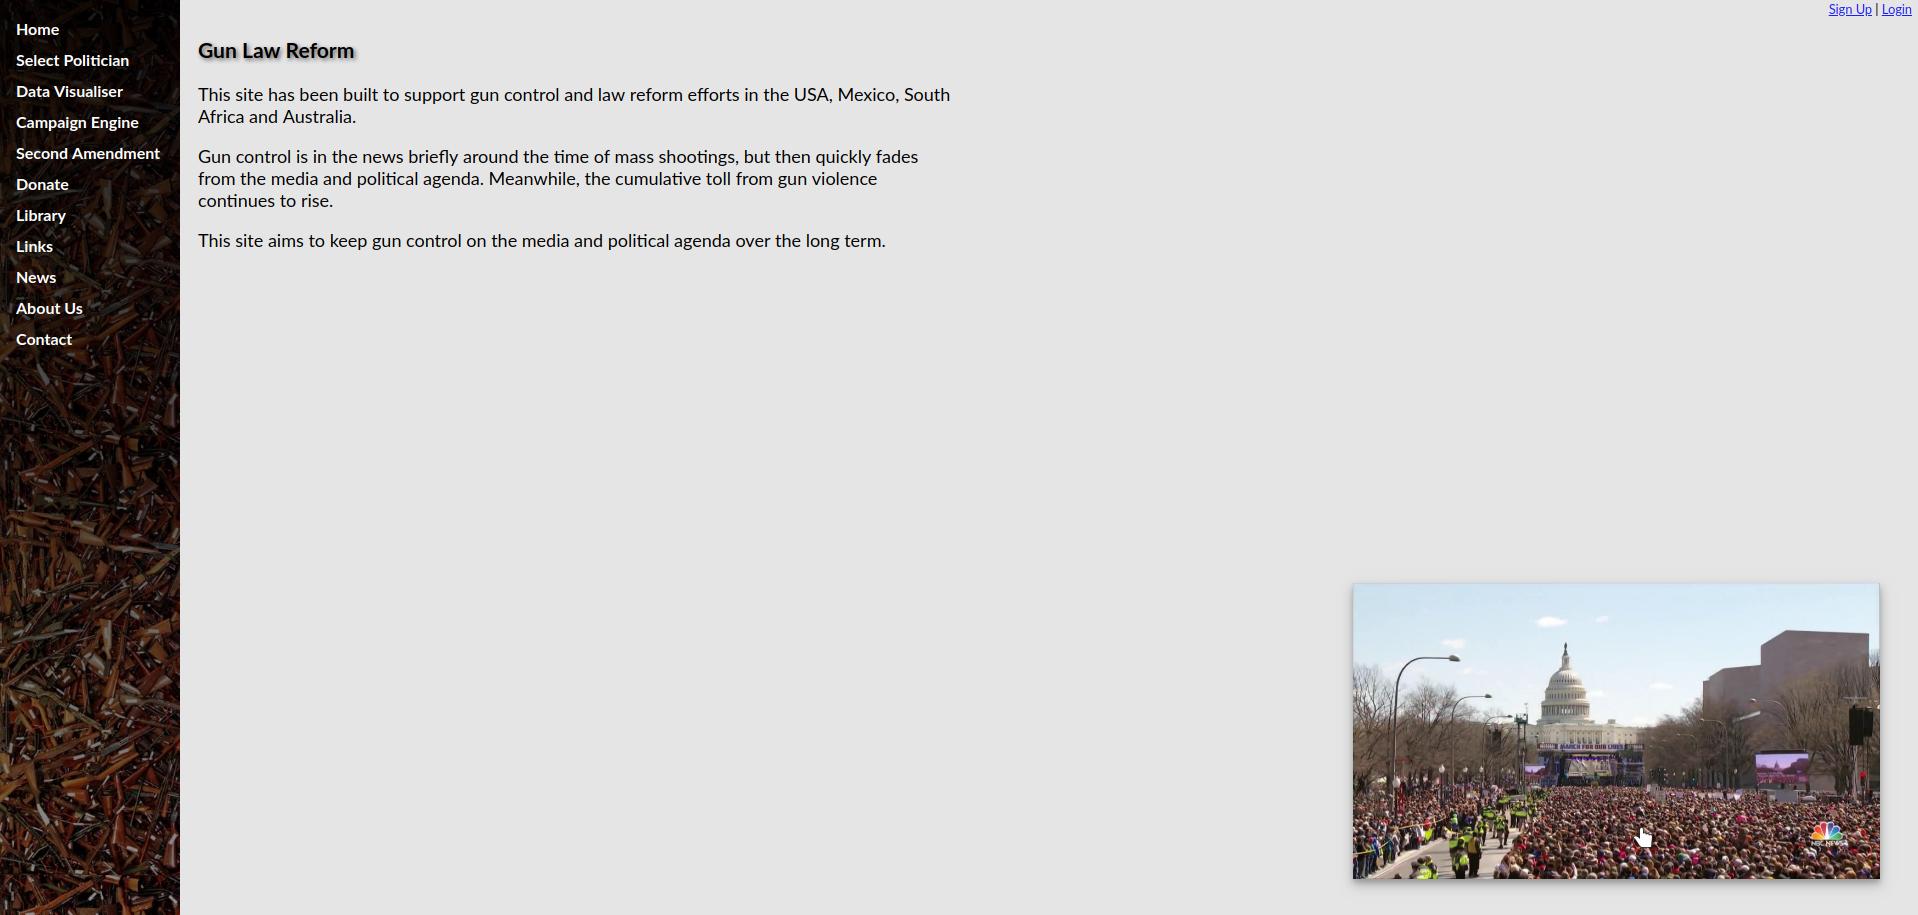 Sign Up | Login
Home
Select Politician
Data Visualiser
Campaign Engine
Second Amendment
Donate
Library
Links
News
About Us
Contact
Gun Law Reform
This site has been built to support gun control and law reform efforts in the USA, Mexico, South
Africa and Australia.
Gun control is in the news briefly around the time of mass shootings, but then quickly fades
from the media and political agenda. Meanwhile, the cumulative toll from gun violence
continues to rise.
This site aims to keep gun control on the media and political agenda over the long term.
MARCH FOR OUR LIVES
NBC NEWS